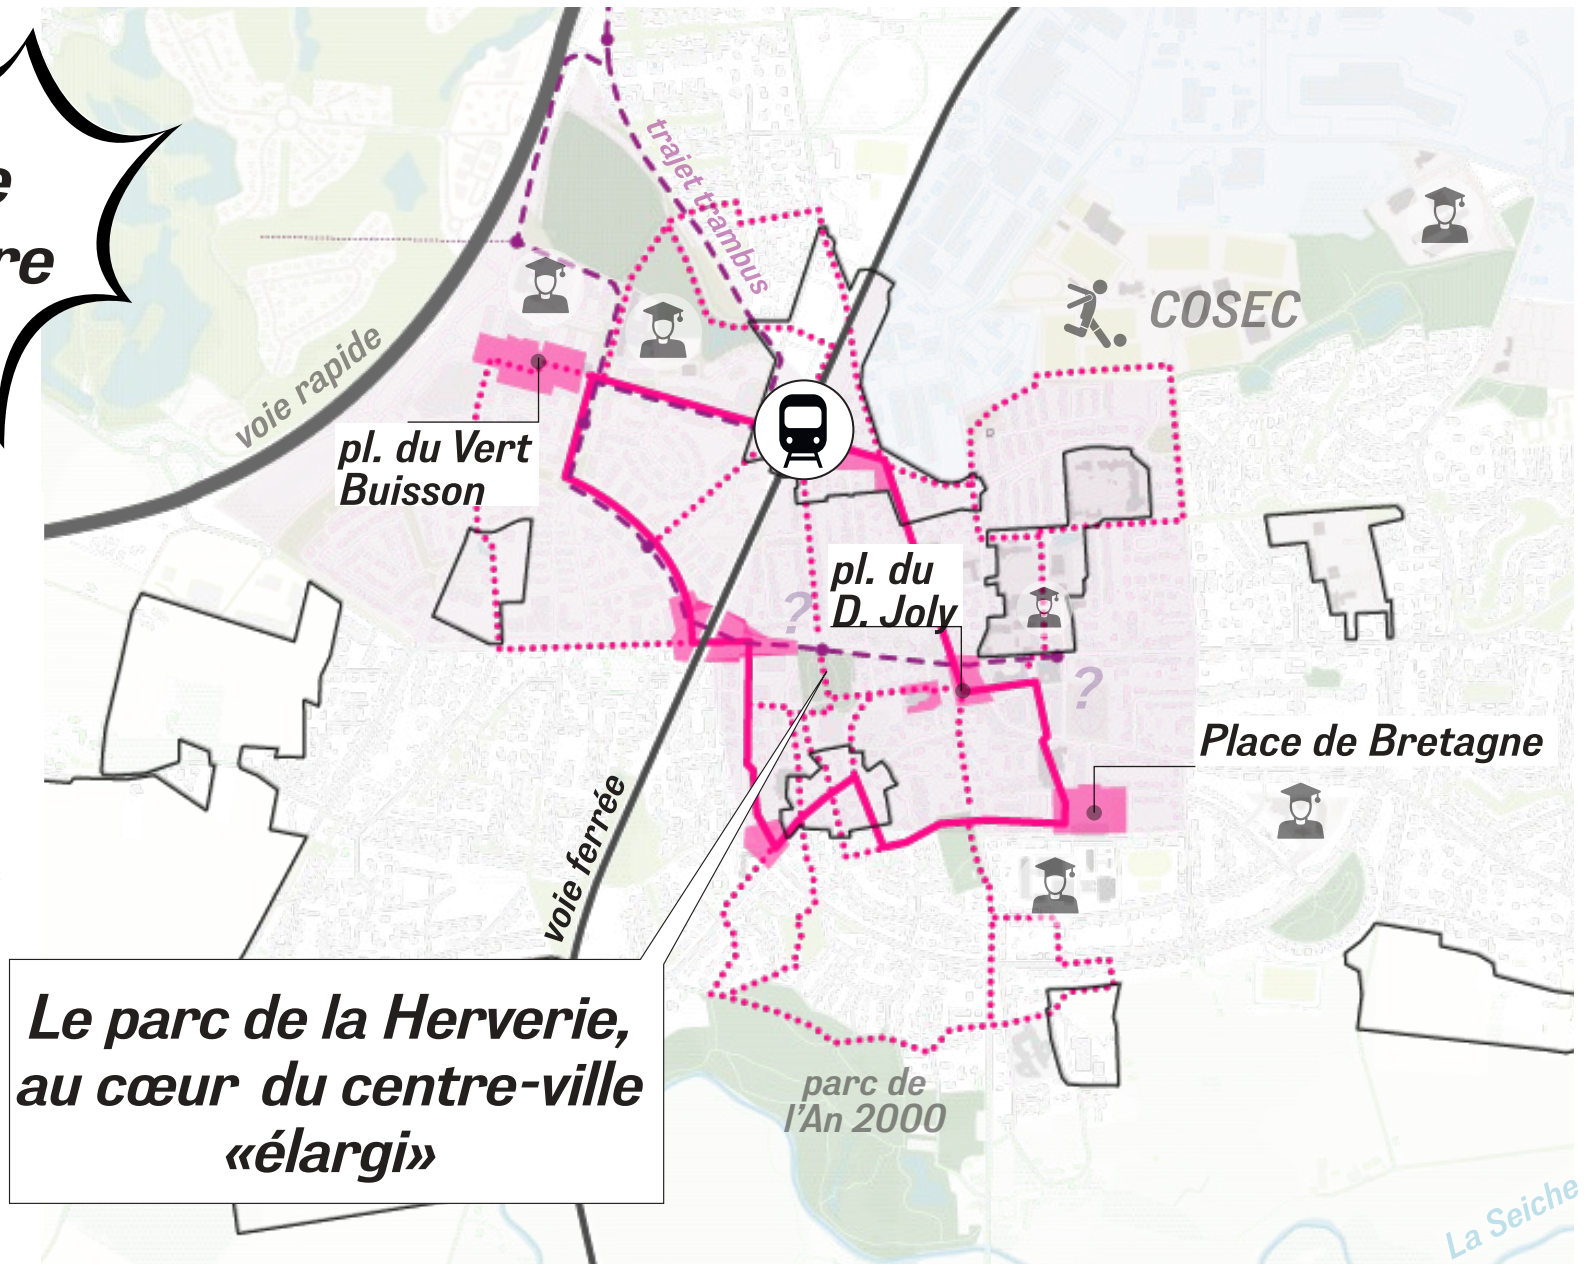 e
re
trajet trambus
COSEC
voie rapide
pl. du Vert
Buisson
pl. du
D. Joly
?
?
Place de Bretagne
voie ferrée
Le parc de la Herverie,
au cœur du centre-ville
«élargi»
parc de
l'An 2000
La Seiche